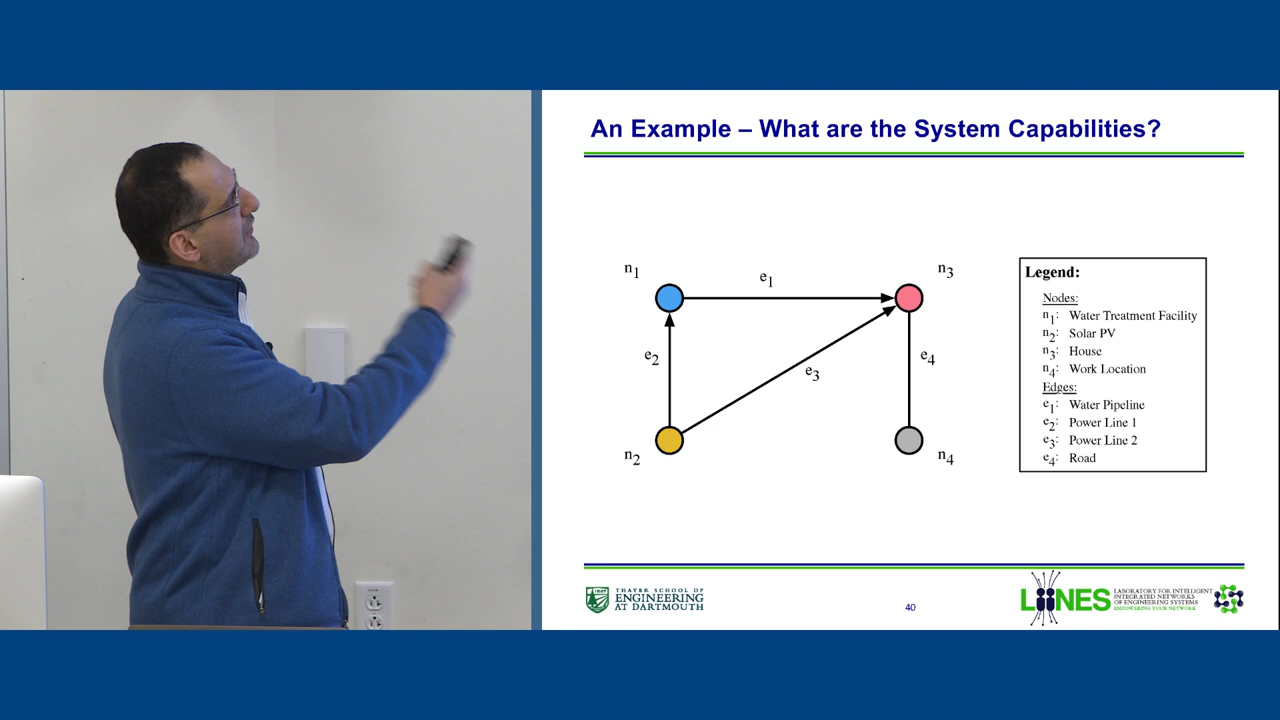 An Example – What are the System Capabilities?
n1
e1
n3
e2
e3
e4
n2
n4
Legend:
Nodes:
n1: Water Treatment Facility
n2: Solar PV
n3: House
n4: Work Location
Edges:
e1: Water Pipeline
e2: Power Line 1
e3: Power Line 2
e4: Road
THAYER SCHOOL OF
ENGINEERING
AT DARTMOUTH
40
LIINES
LABORATORY FOR INTELLIGENT
INTEGRATED NETWORKS
OF ENGINEERING SYSTEMS
EMPOWERING YOUR NETWORK